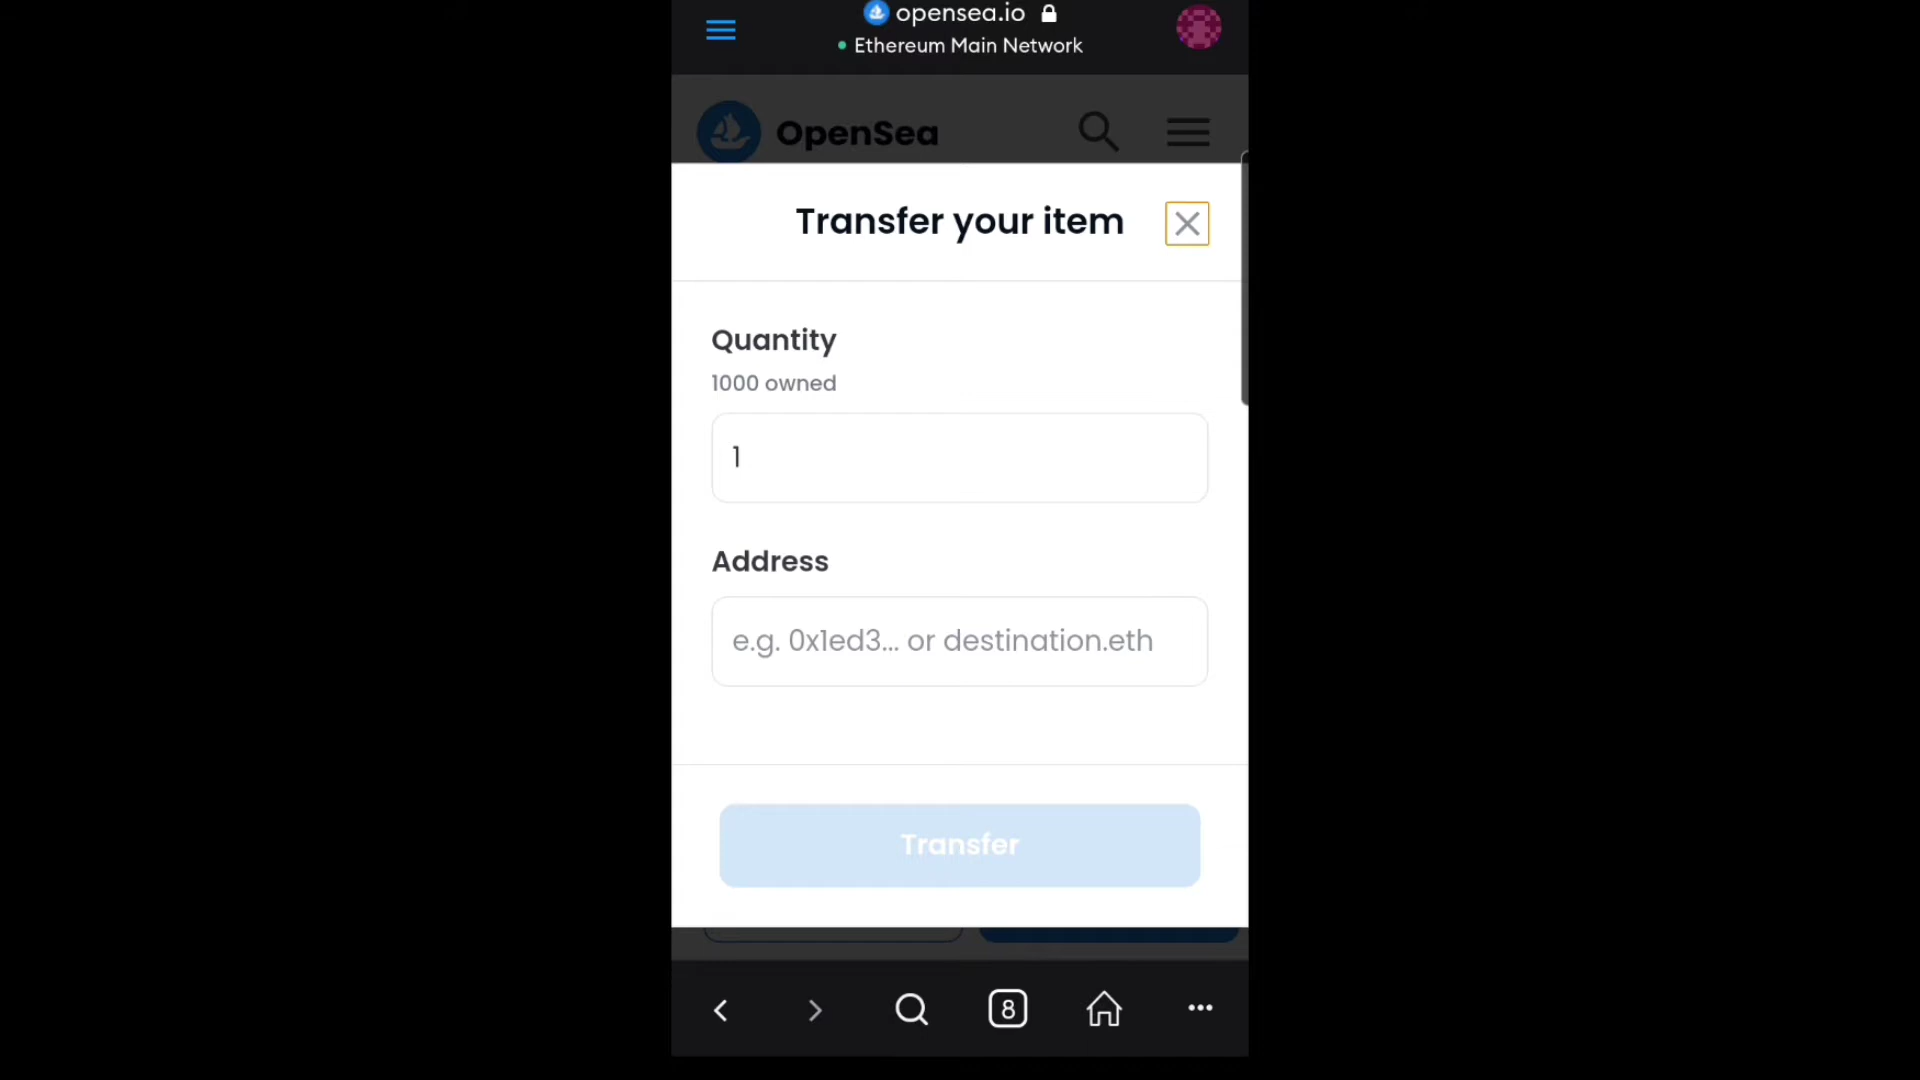 opensea.io
Ethereum Main Network
OpenSea
Transfer your item
Quantity
1000 owned
1
Address
e.g. 0x1ed3... or destination.eth
Transfer
8